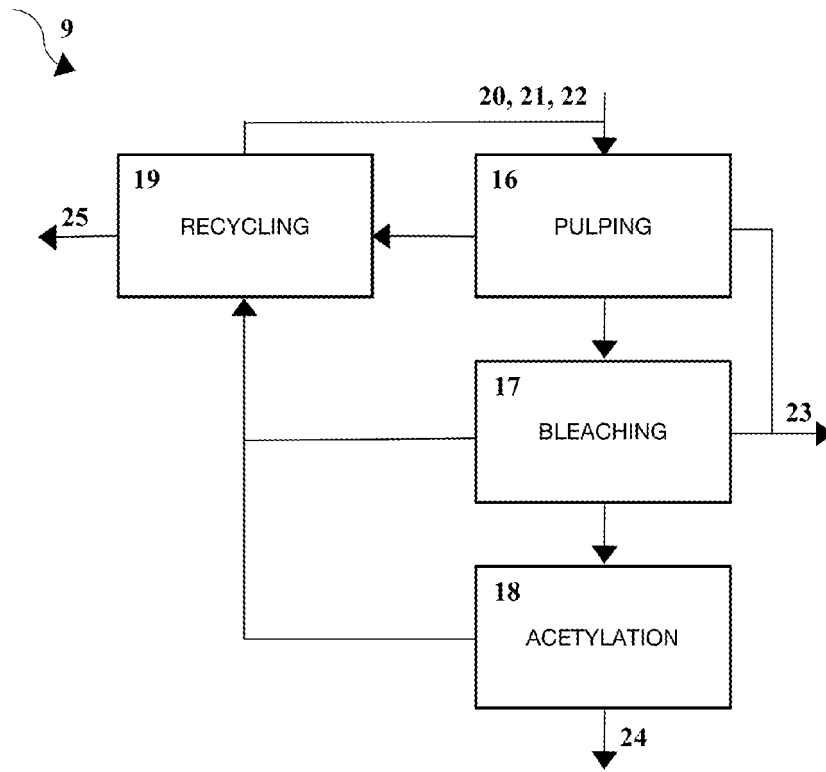 9
20, 21, 22
19
RECYCLING
16
PULPING
25
17
BLEACHING
23
18
ACETYLATION
24